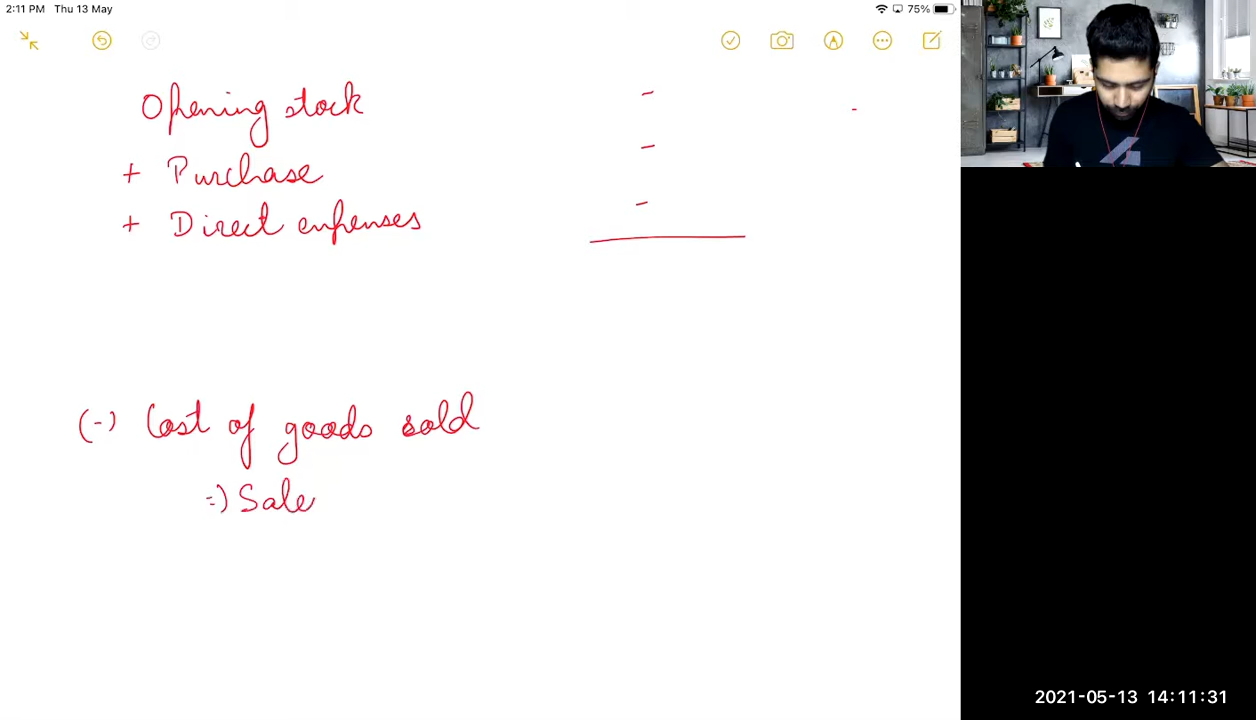 2:11 PM Thu 13 May
75%
Opening stock -
+ Purchase -
+ Direct expenses -
(-) Cost of goods sold
=) Sale
2021-05-13 14:11:31